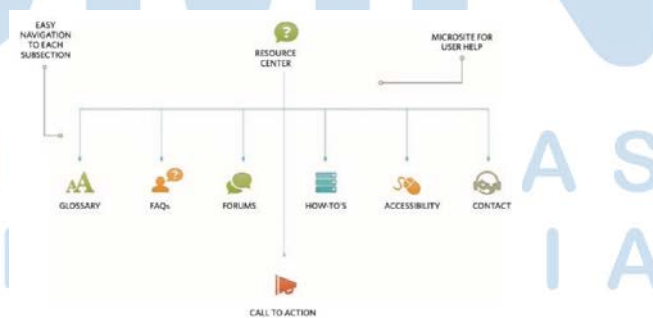 EASY
NAVIGATION
TO EACH
SUBSECTION
?
RESOURCE
CENTER
MICROSITE FOR
USER HELP
AA
?
GLOSSARY
FAQs
FORUMS
HOW-TO'S
ACCESSIBILITY
CONTACT
CALL TO ACTION
A S
I A